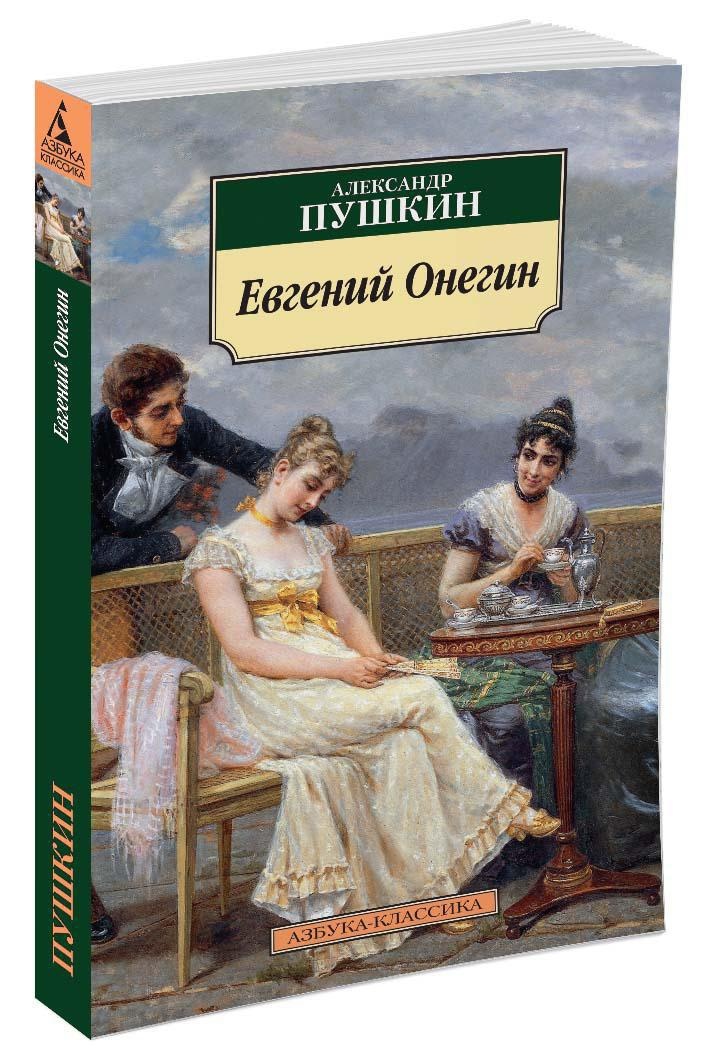 АЛЕКСАНДР
ПУШКИН
Евгений Онегин
АЗБУКА-КЛАССИКА
АЗБУКА
КЛАССИКА
Евгений Онегин
ПУШКИН